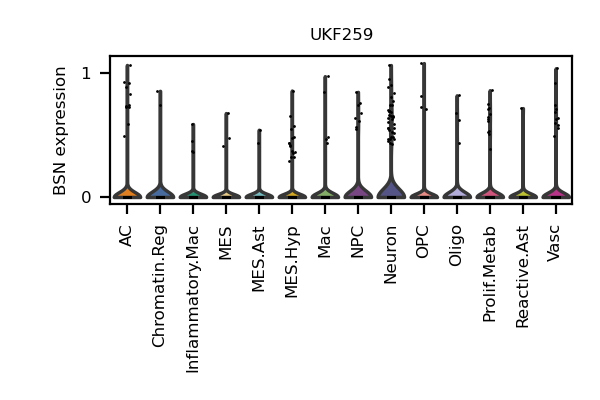 UKF259
BSN expression
1
0
AC
Chromatin.Reg
Inflammatory.Mac
MES
MES.Ast
MES.Hyp
Mac
NPC
Neuron
OPC
Oligo
Prolif.Metab
Reactive.Ast
Vasc